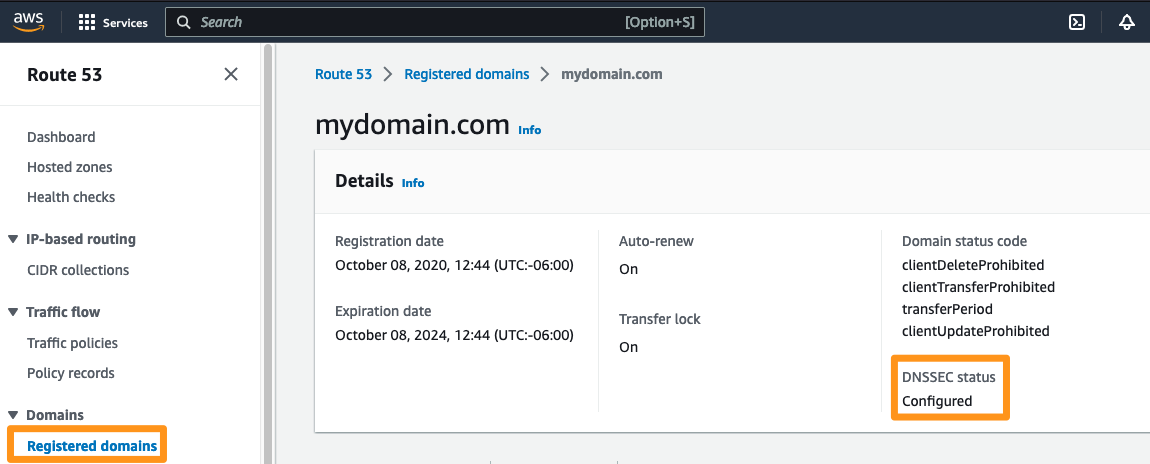 aws
Services
Search
[Option+S]
Route 53
Dashboard
Hosted zones
Health checks
IP-based routing
CIDR collections
Traffic flow
Traffic policies
Policy records
Domains
Registered domains
Route 53 > Registered domains > mydomain.com
mydomain.com Info
Details Info
Registration date
October 08, 2020, 12:44 (UTC:-06:00)
Expiration date
October 08, 2024, 12:44 (UTC:-06:00)
Auto-renew
On
Transfer lock
On
Domain status code
clientDeleteProhibited
clientTransferProhibited
transferPeriod
clientUpdateProhibited
DNSSEC status
Configured